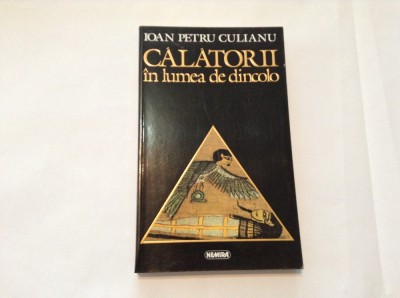 IOAN PETRU CULIANU
CĂLĂTORII
în lumea de dincolo
NEMIRA